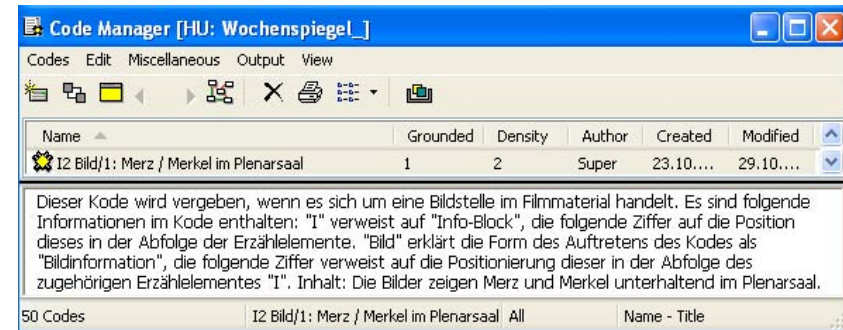 Code Manager [HU: Wochenspiegel_]
Codes Edit Miscellaneous Output View
Name Grounded Density Author Created Modified
I2 Bild/1: Merz / Merkel im Plenarsaal 1 2 Super 23.10.... 29.10....
Dieser Kode wird vergeben, wenn es sich um eine Bildstelle im Filmmaterial handelt. Es sind folgende
Informationen im Kode enthalten: "I" verweist auf "Info-Block", die folgende Ziffer auf die Position
dieses in der Abfolge der Erzählelemente. "Bild" erklärt die Form des Auftretens des Kodes als
"Bildinformation", die folgende Ziffer verweist auf die Positionierung dieser in der Abfolge des
zugehörigen Erzählelementes "I". Inhalt: Die Bilder zeigen Merz und Merkel unterhaltend im Plenarsaal.
50 Codes I2 Bild/1: Merz / Merkel im Plenarsaal All Name - Title